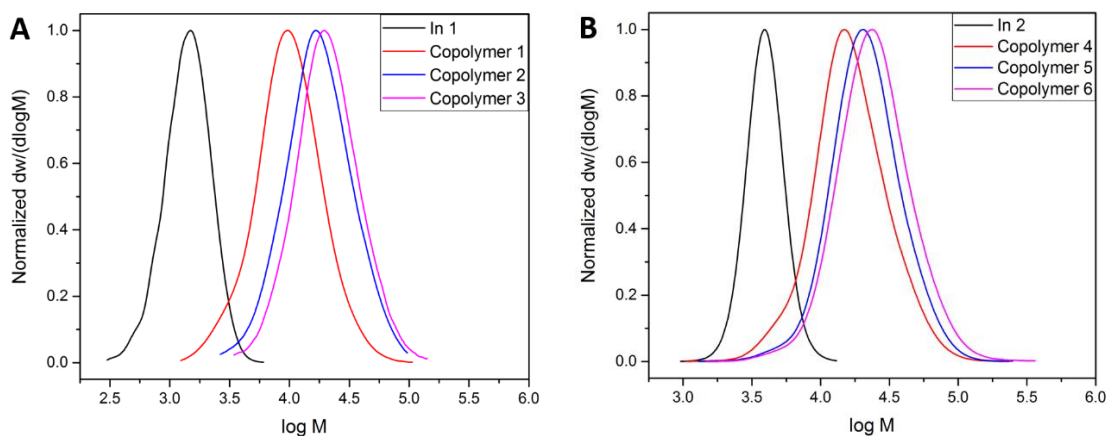 A
Normalized dw/(dlogM)
1.0
0.8
0.6
0.4
0.2
0.0
2.5 3.0 3.5 4.0 4.5 5.0 5.5 6.0
log M
In 1
Copolymer 1
Copolymer 2
Copolymer 3
B
Normalized dw/(dlogM)
1.0
0.8
0.6
0.4
0.2
0.0
3.0 3.5 4.0 4.5 5.0 5.5 6.0
log M
In 2
Copolymer 4
Copolymer 5
Copolymer 6